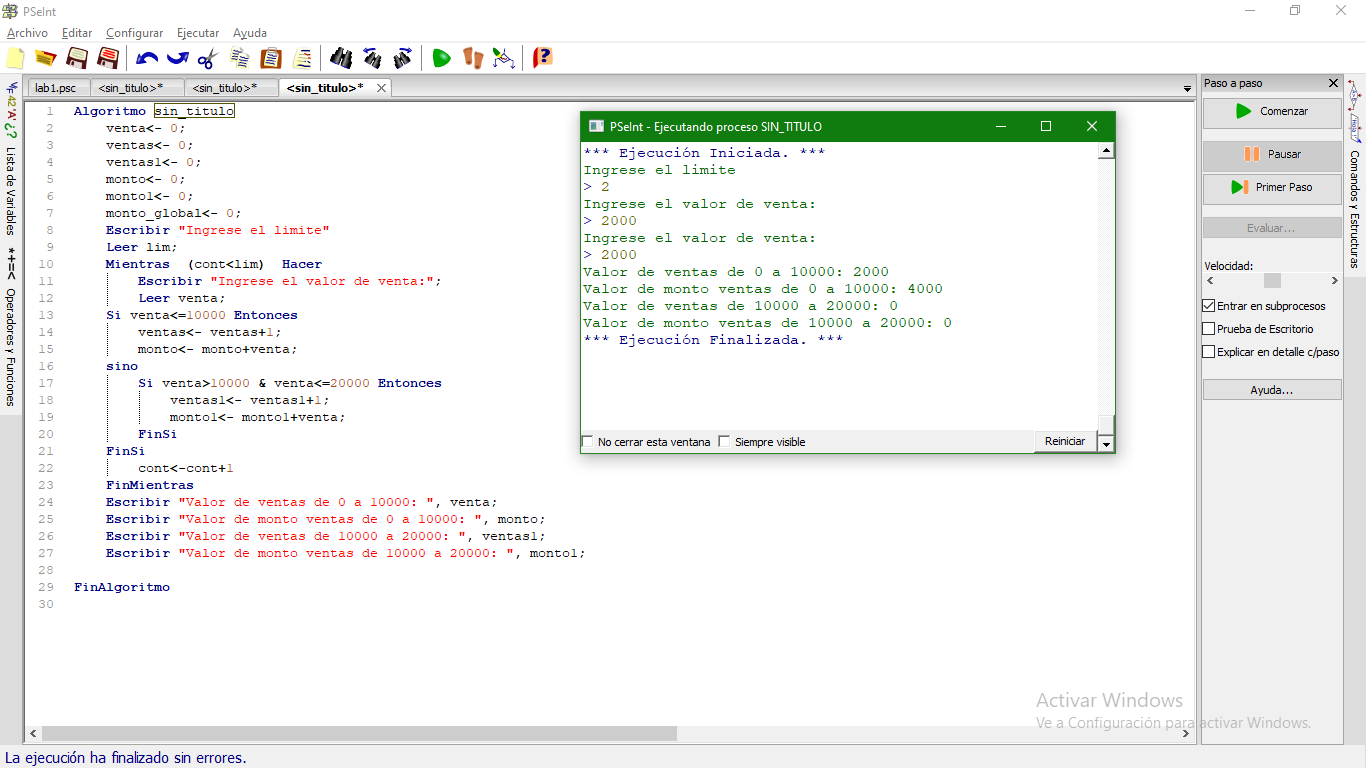 PSeInt
Archivo Editar Configurar Ejecutar Ayuda
lab1.psc <sin_titulo>* <sin_titulo>* <sin_titulo>*
Lista de Variables
*+=< Operadores y Funciones
1 Algoritmo sin_titulo
2 venta<- 0;
3 ventas<- 0;
4 ventas1<- 0;
5 monto<- 0;
6 monto1<- 0;
7 monto_global<- 0;
8 Escribir "Ingrese el limite"
9 Leer lim;
10 Mientras (cont<lim) Hacer
11 Escribir "Ingrese el valor de venta:";
12 Leer venta;
13 Si venta<=10000 Entonces
14 ventas<- ventas+1;
15 monto<- monto+venta;
16 sino
17 Si venta>10000 & venta<=20000 Entonces
18 ventas1<- ventas1+1;
19 monto1<- monto1+venta;
20 FinSi
21 FinSi
22 cont<-cont+1
23 FinMientras
24 Escribir "Valor de ventas de 0 a 10000: ", venta;
25 Escribir "Valor de monto ventas de 0 a 10000: ", monto;
26 Escribir "Valor de ventas de 10000 a 20000: ", ventas1;
27 Escribir "Valor de monto ventas de 10000 a 20000: ", monto1;
28
29 FinAlgoritmo
30
PSeInt - Ejecutando proceso SIN_TITULO
*** Ejecución Iniciada. ***
Ingrese el limite
> 2
Ingrese el valor de venta:
> 2000
Ingrese el valor de venta:
> 2000
Valor de ventas de 0 a 10000: 2000
Valor de monto ventas de 0 a 10000: 4000
Valor de ventas de 10000 a 20000: 0
Valor de monto ventas de 10000 a 20000: 0
*** Ejecución Finalizada. ***
No cerrar esta ventana Siempre visible Reiniciar
Paso a paso
Comenzar
Pausar
Primer Paso
Evaluar...
Velocidad:
Entrar en subprocesos
Prueba de Escritorio
Explicar en detalle c/paso
Ayuda...
Comandos y Estructuras
Activar Windows
Ve a Configuración para activar Windows.
La ejecución ha finalizado sin errores.